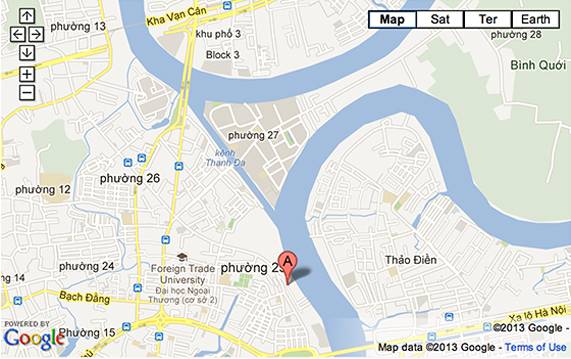 Kha Vạn Cân
phường 13
khu phố 3
Block 3
Map
Sat
Ter
Earth
phường 28
Bình Quới
phường 27
kênh
Thanh Đa
phường 26
phường 12
Foreign Trade
University
Đại học Ngoại
Thương (cơ sở 2)
phường 25
A
Thảo Điền
phường 24
14
Bạch Đằng
Phường 15
Xa lộ Hà Nội
POWERED BY
Google
©2013 Google -
Map data ©2013 Google - Terms of Use